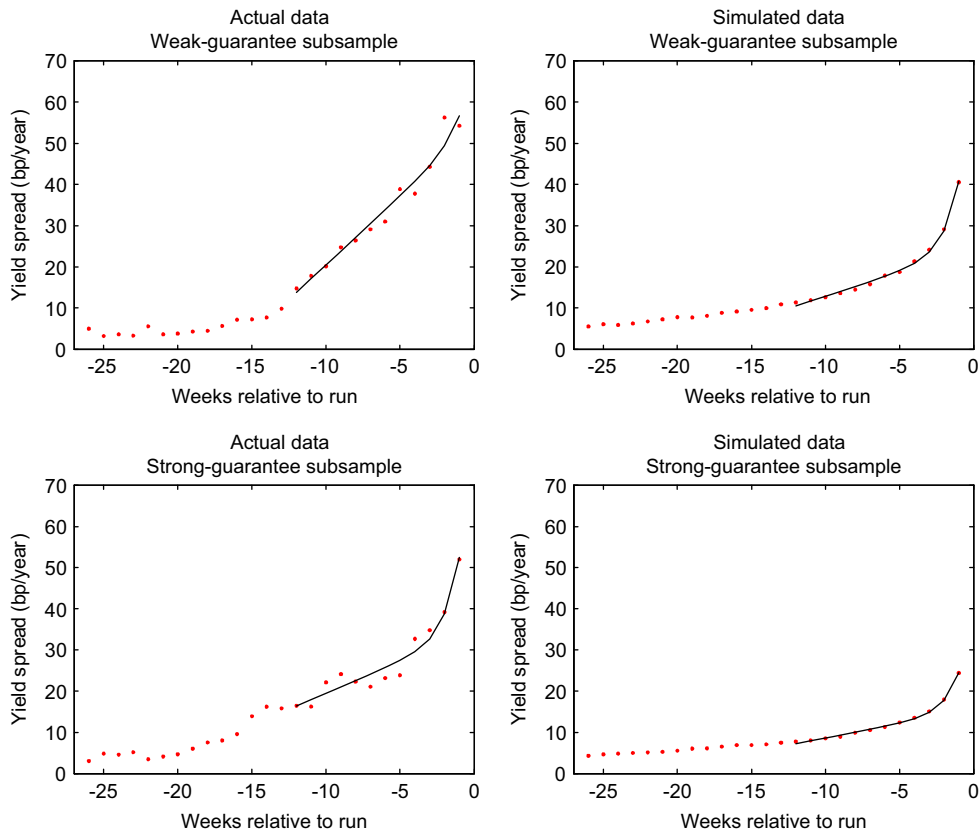 Actual data
Weak-guarantee subsample
70
60
50
40
30
20
10
0
Yield spread (bp/year)
-25 -20 -15 -10 -5 0
Weeks relative to run
Simulated data
Weak-guarantee subsample
70
60
50
40
30
20
10
0
Yield spread (bp/year)
-25 -20 -15 -10 -5 0
Weeks relative to run
Actual data
Strong-guarantee subsample
70
60
50
40
30
20
10
0
Yield spread (bp/year)
-25 -20 -15 -10 -5 0
Weeks relative to run
Simulated data
Strong-guarantee subsample
70
60
50
40
30
20
10
0
Yield spread (bp/year)
-25 -20 -15 -10 -5 0
Weeks relative to run